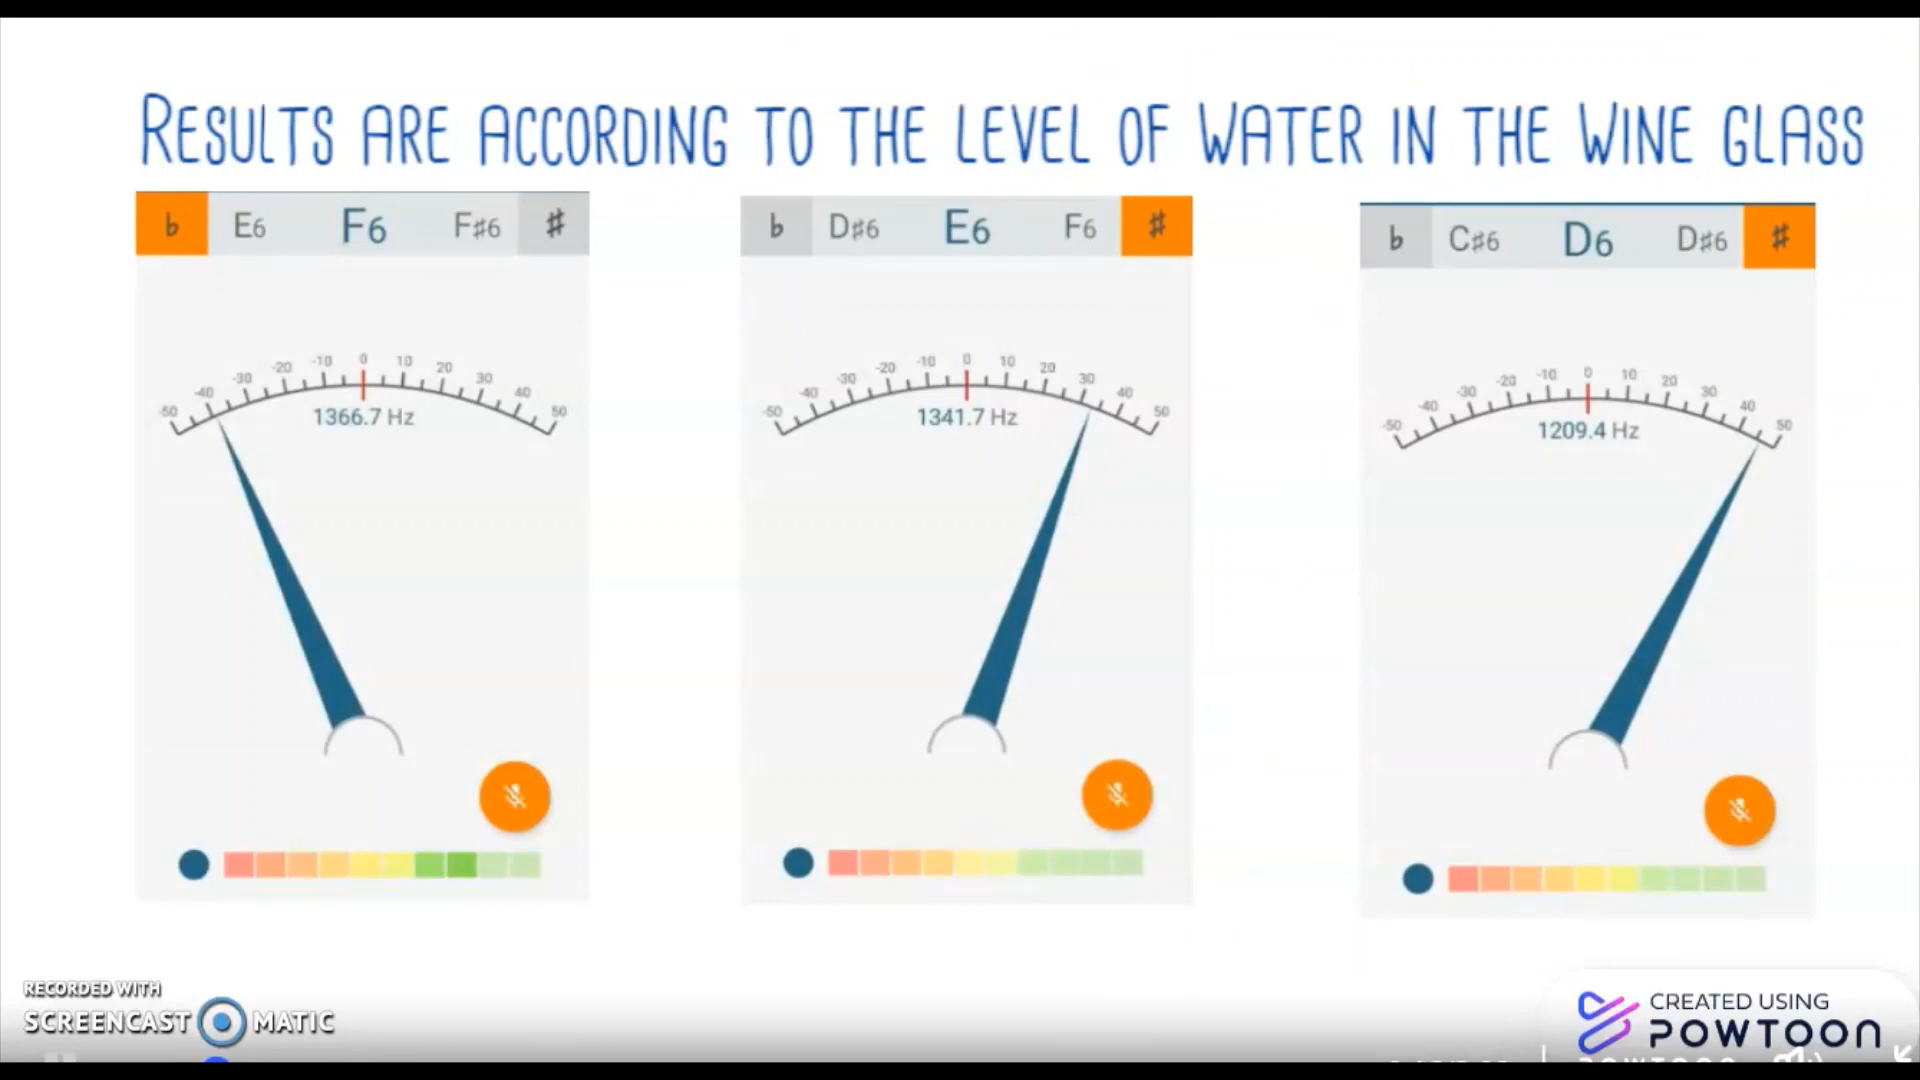 RESULTS ARE ACCORDING TO THE LEVEL OF WATER IN THE WINE GLASS
♭ E6 F6 F♯6 ♯
-50 -40 -30 -20 -10 0 10 20 30 40 50
1366.7 Hz
♭ D♯6 E6 F6 ♯
-50 -40 -30 -20 -10 0 10 20 30 40 50
1341.7 Hz
♭ C♯6 D6 D♯6 ♯
-50 -40 -30 -20 -10 0 10 20 30 40 50
1209.4 Hz
RECORDED WITH
SCREENCAST MATIC
CREATED USING
POWTOON
POWTOON